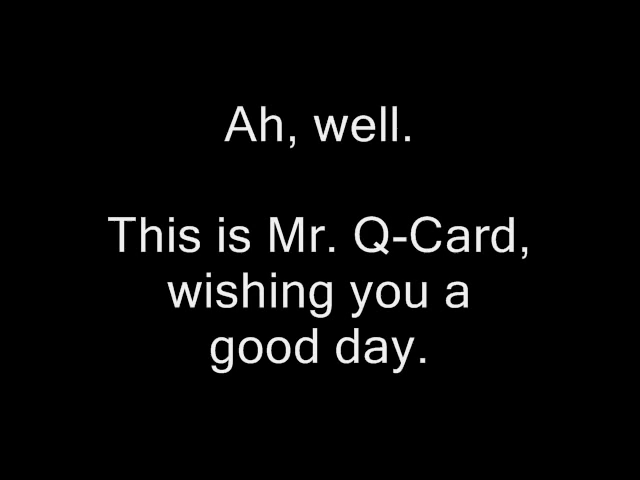 Ah, well.
This is Mr. Q-Card,
wishing you a
good day.